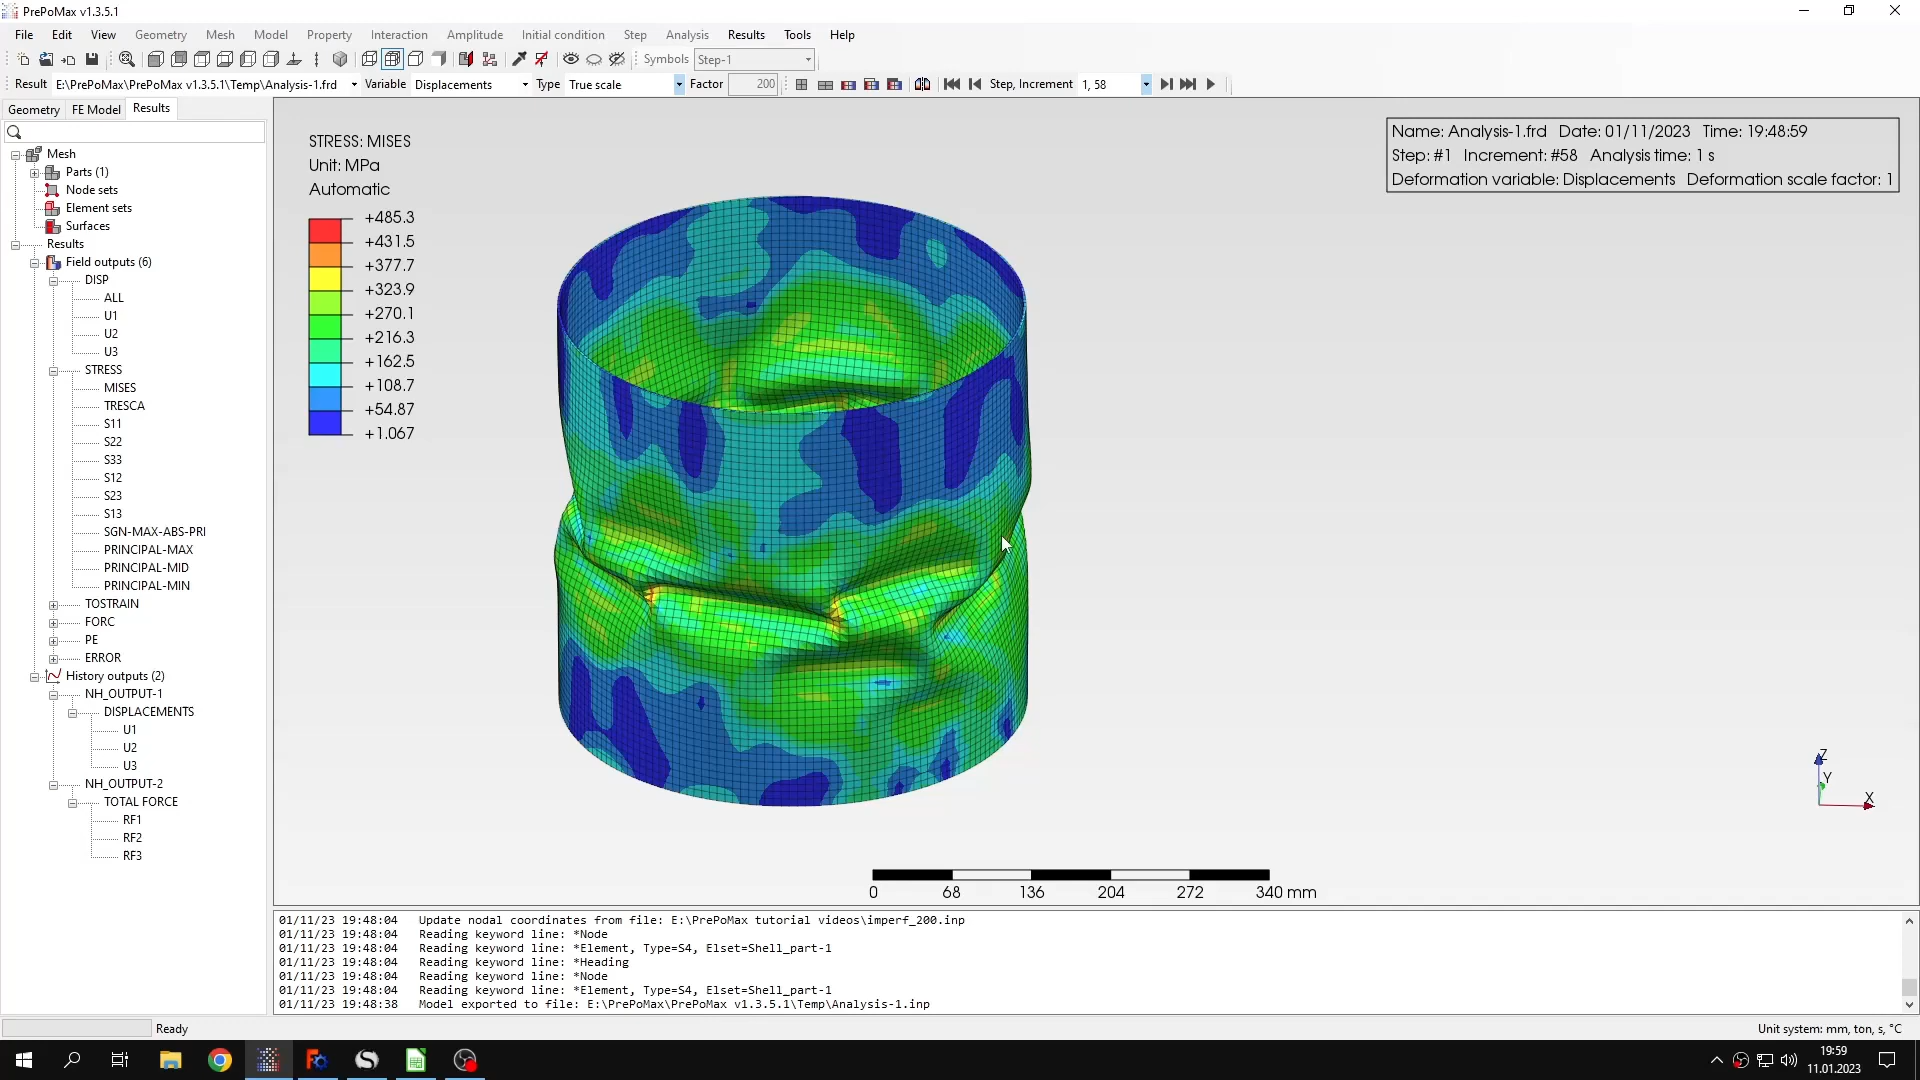 PrePoMax v1.3.5.1
File Edit View Geometry Mesh Model Property Interaction Amplitude Initial condition Step Analysis Results Tools Help
Symbols Step-1
Result E:\PrePoMax\PrePoMax v1.3.5.1\Temp\Analysis-1.frd Variable Displacements Type True scale Factor 200 Step, Increment 1, 58
Geometry FE Model Results
Mesh
Parts (1)
Node sets
Element sets
Surfaces
Results
Field outputs (6)
DISP
ALL
U1
U2
U3
STRESS
MISES
TRESCA
S11
S22
S33
S12
S23
S13
SGN-MAX-ABS-PRI
PRINCIPAL-MAX
PRINCIPAL-MID
PRINCIPAL-MIN
TOSTRAIN
FORC
PE
ERROR
History outputs (2)
NH_OUTPUT-1
DISPLACEMENTS
U1
U2
U3
NH_OUTPUT-2
TOTAL FORCE
RF1
RF2
RF3
STRESS: MISES
Unit: MPa
Automatic
+485.3
+431.5
+377.7
+323.9
+270.1
+216.3
+162.5
+108.7
+54.87
+1.067
Name: Analysis-1.frd Date: 01/11/2023 Time: 19:48:59
Step: #1 Increment: #58 Analysis time: 1 s
Deformation variable: Displacements Deformation scale factor: 1
Z
Y
X
0 68 136 204 272 340 mm
01/11/23 19:48:04 Update nodal coordinates from file: E:\PrePoMax tutorial videos\imperf_200.inp
01/11/23 19:48:04 Reading keyword line: *Node
01/11/23 19:48:04 Reading keyword line: *Element, Type=S4, Elset=Shell_part-1
01/11/23 19:48:04 Reading keyword line: *Heading
01/11/23 19:48:04 Reading keyword line: *Node
01/11/23 19:48:04 Reading keyword line: *Element, Type=S4, Elset=Shell_part-1
01/11/23 19:48:38 Model exported to file: E:\PrePoMax\PrePoMax v1.3.5.1\Temp\Analysis-1.inp
Ready
Unit system: mm, ton, s, °C
19:59
11.01.2023